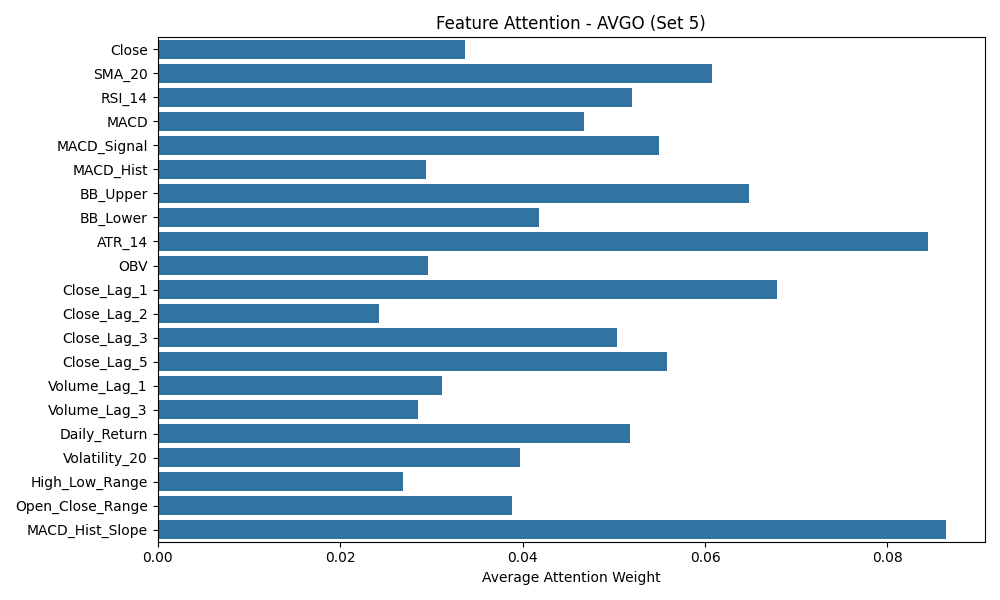 Feature Attention - AVGO (Set 5)
Close
SMA_20
RSI_14
MACD
MACD_Signal
MACD_Hist
BB_Upper
BB_Lower
ATR_14
OBV
Close_Lag_1
Close_Lag_2
Close_Lag_3
Close_Lag_5
Volume_Lag_1
Volume_Lag_3
Daily_Return
Volatility_20
High_Low_Range
Open_Close_Range
MACD_Hist_Slope
0.00 0.02 0.04 0.06 0.08
Average Attention Weight